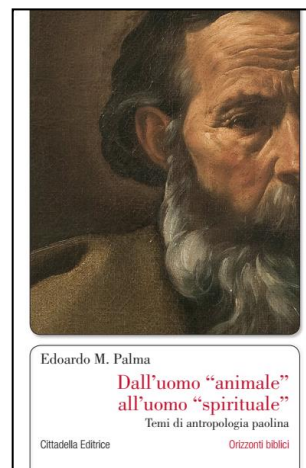 Edoardo M. Palma
Dall'uomo “animale”
all'uomo “spirituale”
Temi di antropologia paolina
Cittadella Editrice Orizzonti biblici